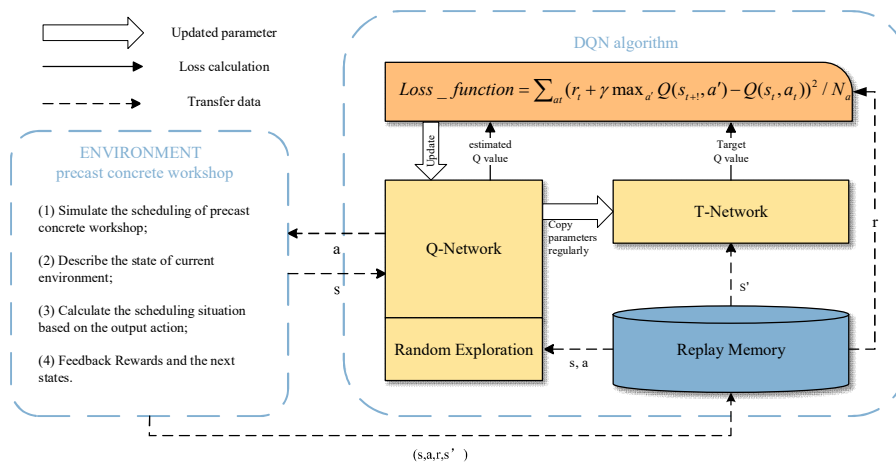 Updated parameter
Loss calculation
Transfer data
DQN algorithm
Loss _ function = ∑at (rt + γ maxa' Q(st+!, a') − Q(st, at))² / Na
Update
estimated
Q value
Target
Q value
ENVIRONMENT
precast concrete workshop
(1) Simulate the scheduling of precast
concrete workshop;
(2) Describe the state of current
environment;
(3) Calculate the scheduling situation
based on the output action;
(4) Feedback Rewards and the next
states.
a
s
Q-Network
Copy
parameters
regularly
T-Network
r
s'
Random Exploration
s, a
Replay Memory
(s,a,r,s’ )